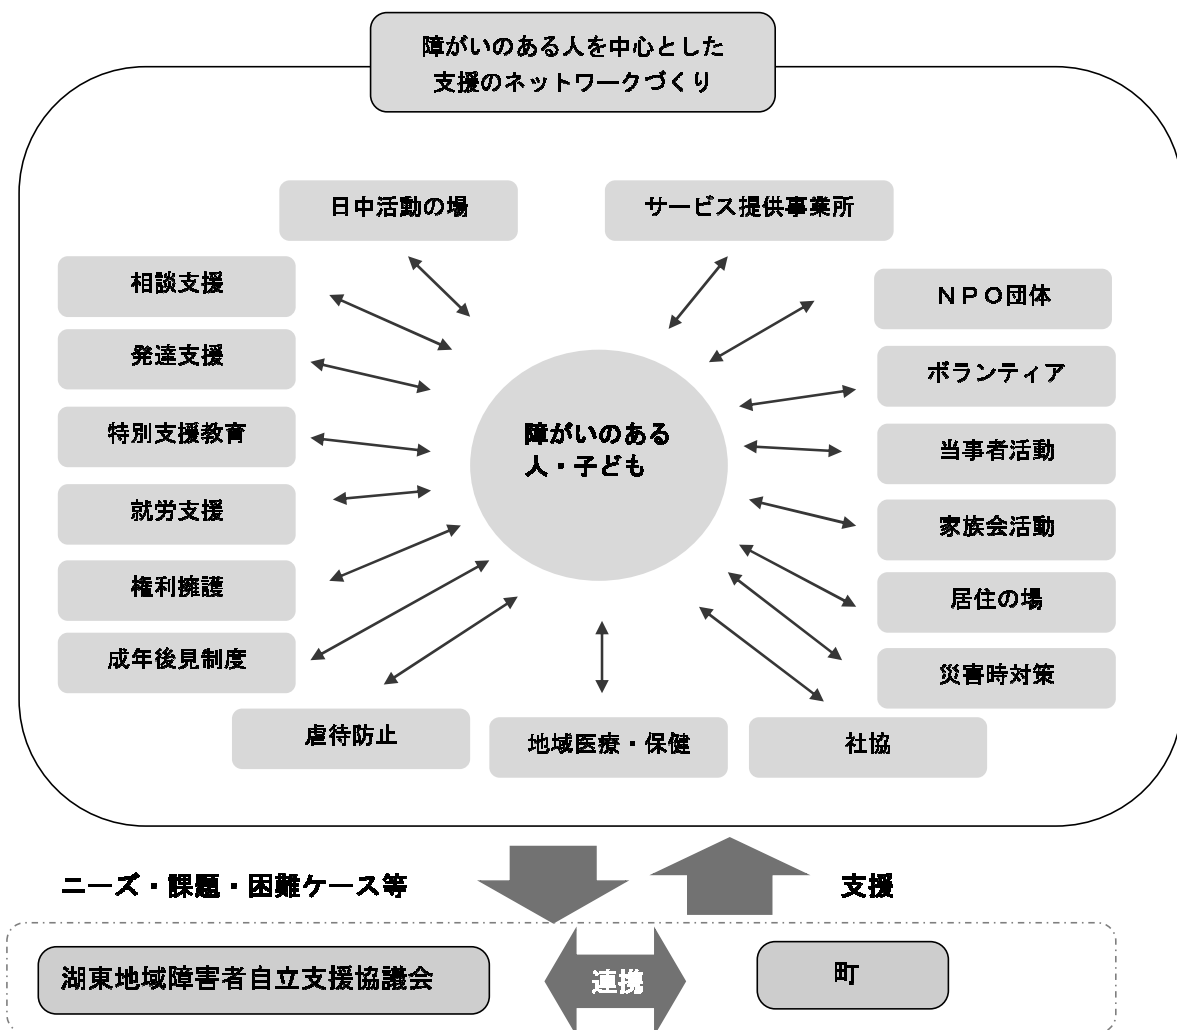 障がいのある人を中心とした
支援のネットワークづくり
日中活動の場
サービス提供事業所
相談支援
発達支援
特別支援教育
就労支援
権利擁護
成年後見制度
虐待防止
地域医療・保健
社協
NPO団体
ボランティア
当事者活動
家族会活動
居住の場
災害時対策
障がいのある
人・子ども
ニーズ・課題・困難ケース等
支援
湖東地域障害者自立支援協議会
連携
町